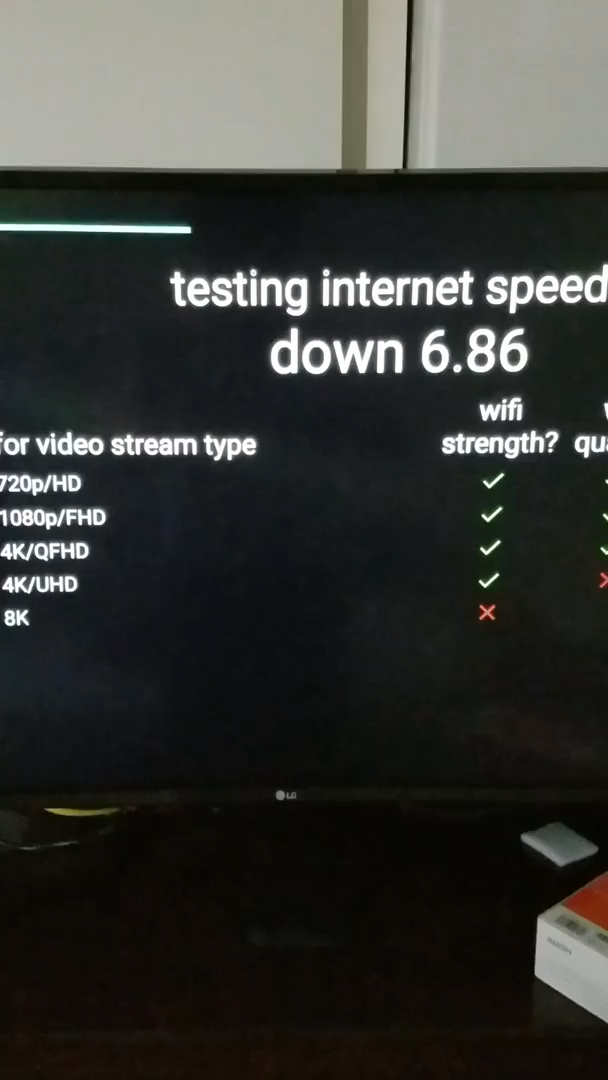 testing internet speed
down 6.86
wifi
for video stream type
strength?
qua
720p/HD
1080p/FHD
4K/QFHD
4K/UHD
8K
LG